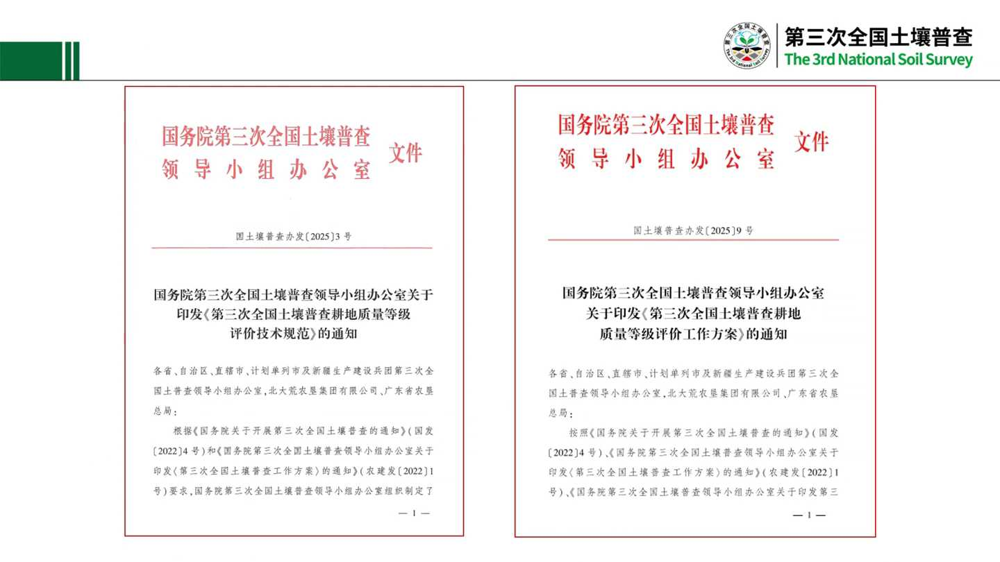 第三次全国土壤普查
The 3rd National Soil Survey
第三次全国土壤普查
The 3rd National Soil Survey
国务院第三次全国土壤普查
领导小组办公室
文件
国土壤普查办发〔2025〕3 号
国务院第三次全国土壤普查领导小组办公室关于
印发《第三次全国土壤普查耕地质量等级
评价技术规范》的通知
各省、自治区、直辖市、计划单列市及新疆生产建设兵团第三次全
国土普查领导小组办公室,北大荒农垦集团有限公司、广东省农垦
总局:
根据《国务院关于开展第三次全国土壤普查的通知》(国发
〔2022〕4 号)和《国务院第三次全国土壤普查领导小组办公室关于
印发〈第三次全国土壤普查工作方案〉的通知》(农建发〔2022〕1
号)要求,国务院第三次全国土壤普查领导小组办公室组织制定了
— 1 —
国务院第三次全国土壤普查
领导小组办公室
文件
国土壤普查办发〔2025〕9 号
国务院第三次全国土壤普查领导小组办公室
关于印发《第三次全国土壤普查耕地
质量等级评价工作方案》的通知
各省、自治区、直辖市、计划单列市及新疆生产建设兵团第三次全
国土普查领导小组办公室,北大荒农垦集团有限公司、广东省农垦
总局:
按照《国务院关于开展第三次全国土壤普查的通知》(国发
〔2022〕4 号)、《国务院第三次全国土壤普查领导小组办公室关于
印发〈第三次全国土壤普查工作方案〉的通知》(农建发〔2022〕1
号)、《国务院第三次全国土壤普查领导小组办公室关于印发第三
— 1 —